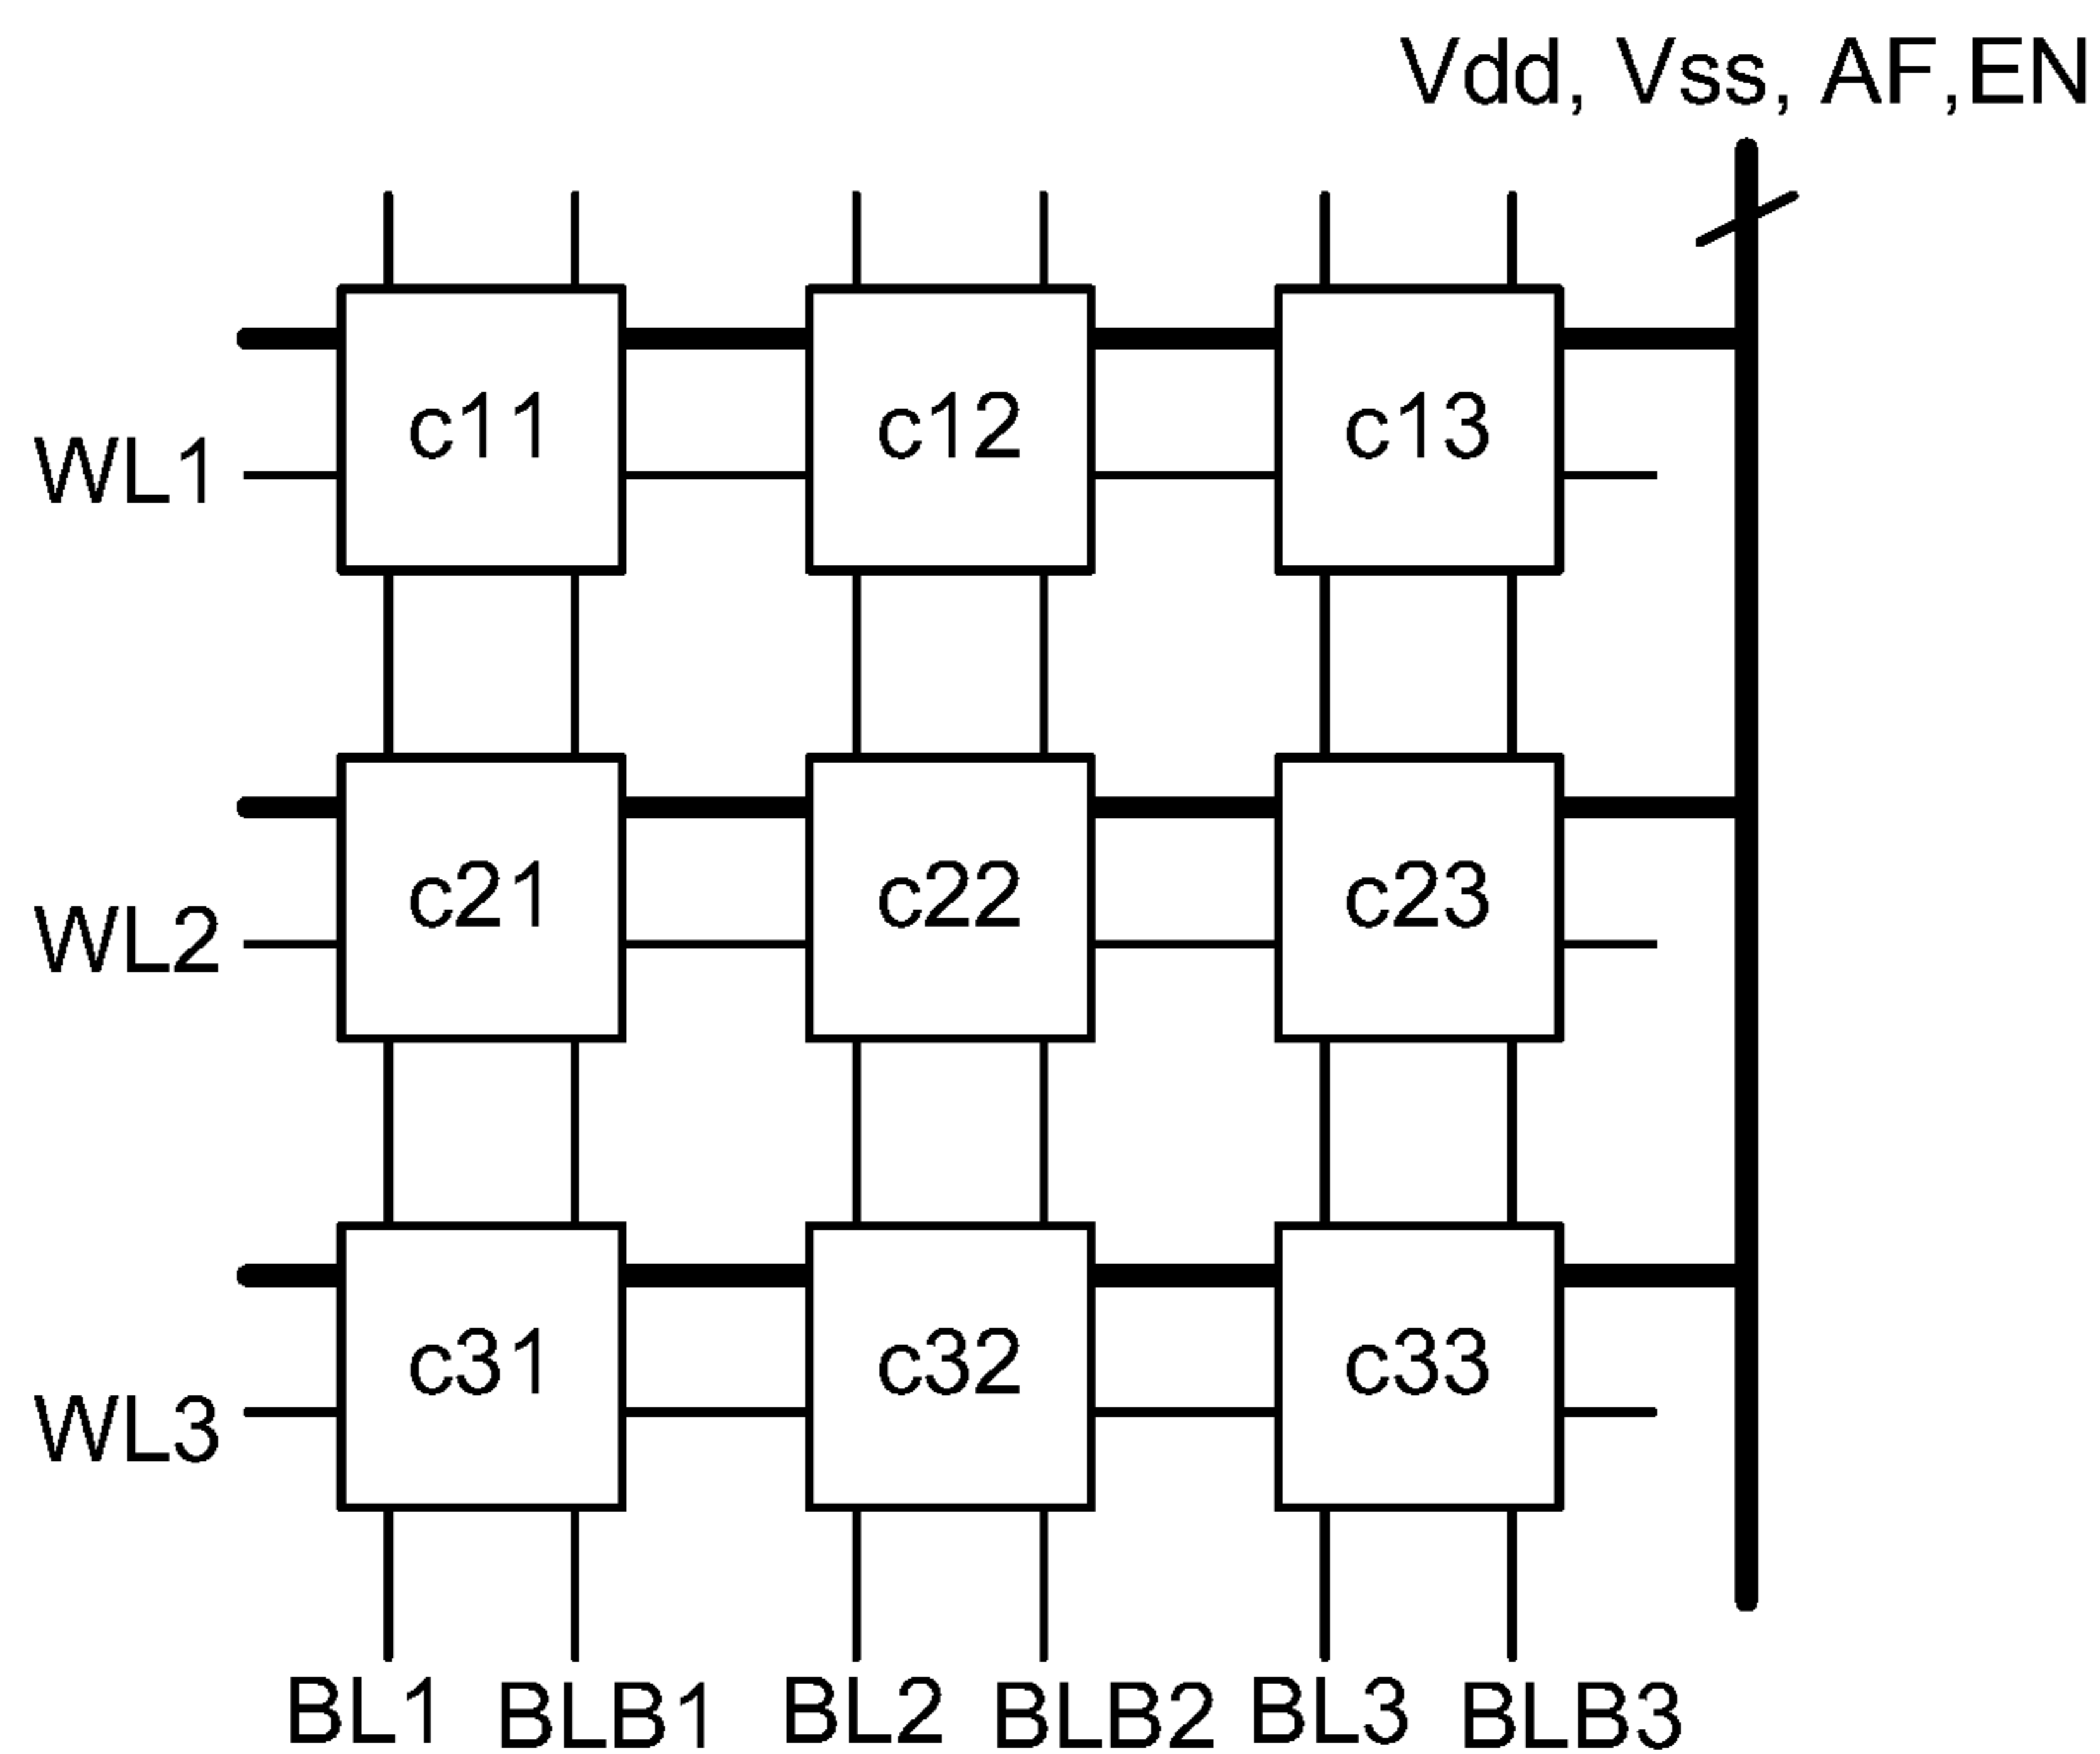 Vdd, Vss, AF,EN
c11 c12 c13
WL1
c21 c22 c23
WL2
c31 c32 c33
WL3
BL1 BLB1 BL2 BLB2 BL3 BLB3